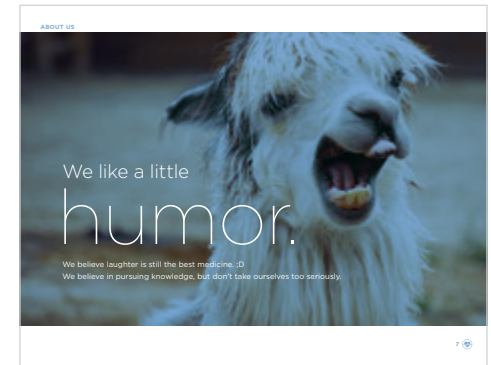 ABOUT US
We like a little
humor.
We believe laughter is still the best medicine. ;D
We believe in pursuing knowledge, but don't take ourselves too seriously.
7